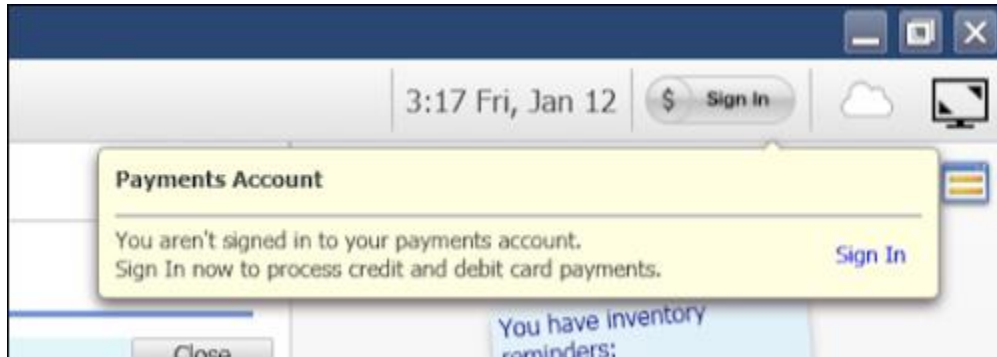 3:17 Fri, Jan 12
$ Sign In
Payments Account
You aren't signed in to your payments account.
Sign In now to process credit and debit card payments.
Sign In
You have inventory
reminders:
Close